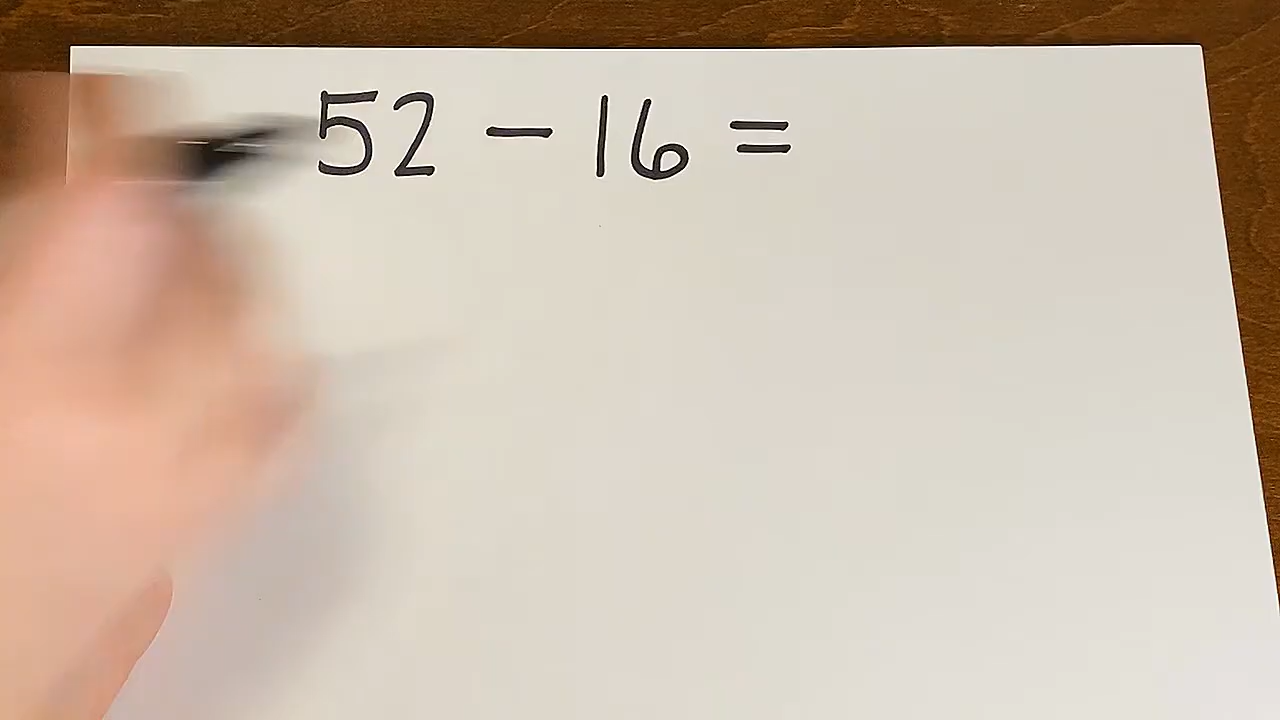 52 - 16 =